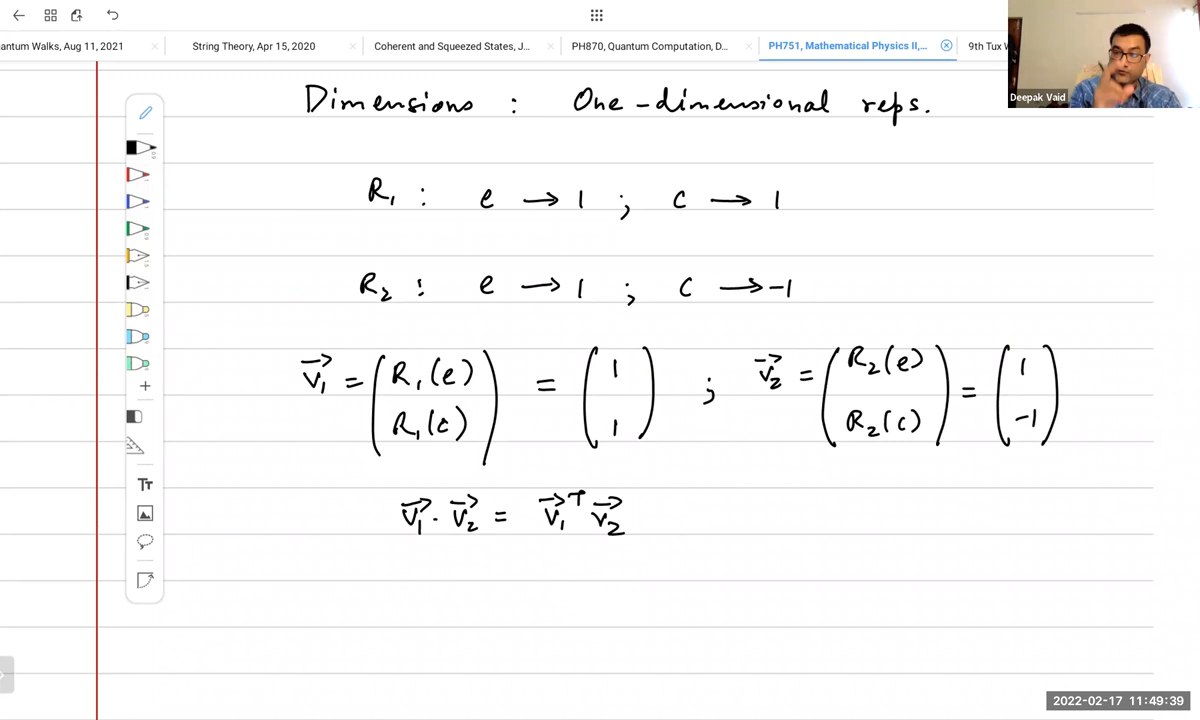 antum Walks, Aug 11, 2021 String Theory, Apr 15, 2020 Coherent and Squeezed States, J... PH870, Quantum Computation, D... PH751, Mathematical Physics II,... 9th Tux W
Deepak Vaid
Dimensions : One-dimensional reps.
R₁ : e → 1 ; c → 1
R₂ : e → 1 ; c → -1
v⃗₁ = (R₁(e) R₁(c)) = (1 1) ; v⃗₂ = (R₂(e) R₂(c)) = (1 -1)
v⃗₁ . v⃗₂ = v⃗₁ᵀ v⃗₂
TT
2022-02-17 11:49:39